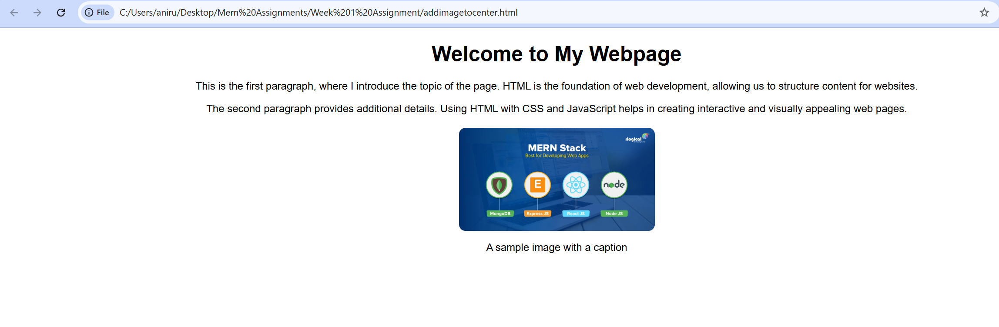 File C:/Users/aniru/Desktop/Mern%20Assignments/Week%201%20Assignment/addimagetocenter.html
Welcome to My Webpage
This is the first paragraph, where I introduce the topic of the page. HTML is the foundation of web development, allowing us to structure content for websites.
The second paragraph provides additional details. Using HTML with CSS and JavaScript helps in creating interactive and visually appealing web pages.
rlogical
MERN Stack
Best for Developing Web Apps
E
node
MongoDB Express JS React JS Node JS
A sample image with a caption